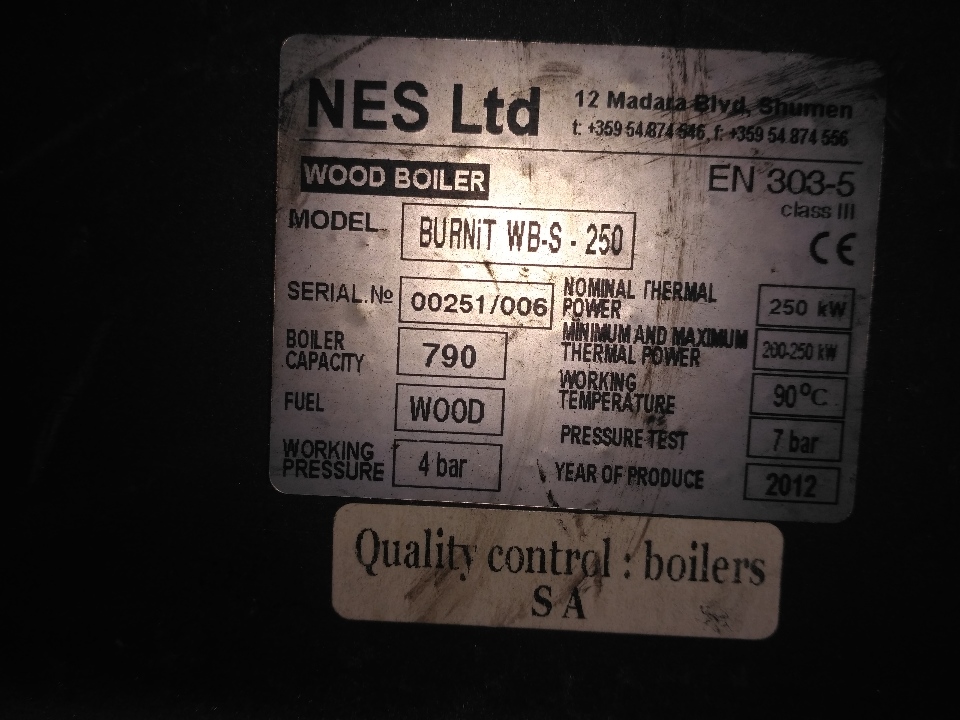 NES Ltd
12 Madara Blvd, Shumen
t: +359 54 874 546, f: +359 54 874 556
WOOD BOILER
EN 303-5
class III
CE
MODEL BURNiT WB-S - 250
SERIAL.№ 00251/006
NOMINAL THERMAL
POWER 250 kW
BOILER
CAPACITY 790
MINIMUM AND MAXIMUM
THERMAL POWER 200-250 kW
FUEL WOOD
WORKING
TEMPERATURE 90°C
WORKING
PRESSURE 4 bar
PRESSURE TEST 7 bar
YEAR OF PRODUCE 2012
Quality control : boilers
S A